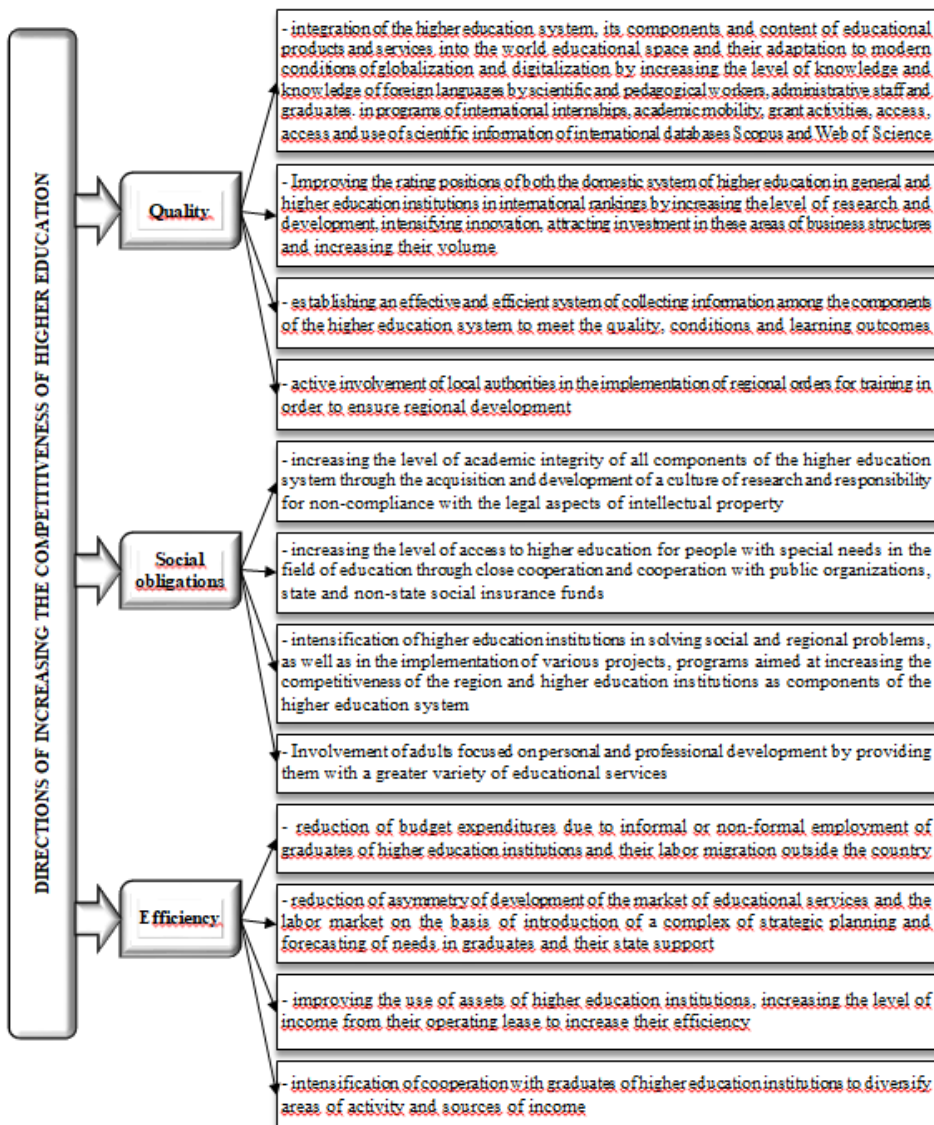 DIRECTIONS OF INCREASING THE COMPETITIVENESS OF HIGHER EDUCATION
Quality
- integration of the higher education system, its components and content of educational
products and services into the world educational space and their adaptation to modern
conditions of globalization and digitalization by increasing the level of knowledge and
knowledge of foreign languages by scientific and pedagogical workers, administrative staff and
graduates. in programs of international internships, academic mobility, grant activities, access,
access and use of scientific information of international databases Scopus and Web of Science
- Improving the rating positions of both the domestic system of higher education in general and
higher education institutions in international rankings by increasing the level of research and
development, intensifying innovation, attracting investment in these areas of business structures
and increasing their volume
- establishing an effective and efficient system of collecting information among the components
of the higher education system to meet the quality, conditions and learning outcomes
- active involvement of local authorities in the implementation of regional orders for training in
order to ensure regional development
Social
obligations
- increasing the level of academic integrity of all components of the higher education
system through the acquisition and development of a culture of research and responsibility
for non-compliance with the legal aspects of intellectual property
- increasing the level of access to higher education for people with special needs in the
field of education through close cooperation and cooperation with public organizations,
state and non-state social insurance funds
- intensification of higher education institutions in solving social and regional problems,
as well as in the implementation of various projects, programs aimed at increasing the
competitiveness of the region and higher education institutions as components of the
higher education system
- Involvement of adults focused on personal and professional development by providing
them with a greater variety of educational services
Efficiency
- reduction of budget expenditures due to informal or non-formal employment of
graduates of higher education institutions and their labor migration outside the country
- reduction of asymmetry of development of the market of educational services and the
labor market on the basis of introduction of a complex of strategic planning and
forecasting of needs in graduates and their state support
- improving the use of assets of higher education institutions, increasing the level of
income from their operating lease to increase their efficiency
- intensification of cooperation with graduates of higher education institutions to diversify
areas of activity and sources of income